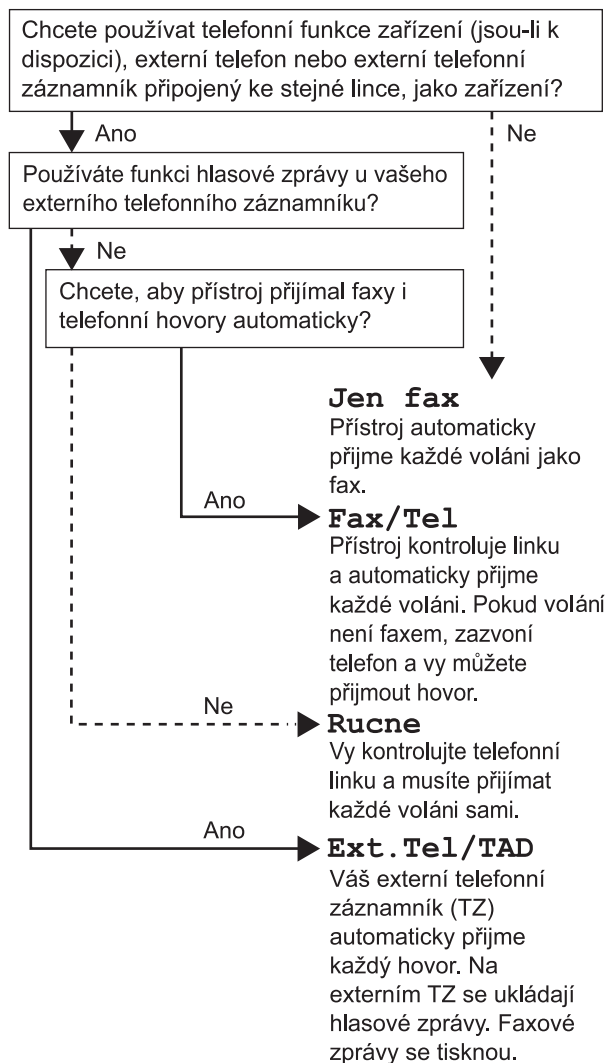 Chcete používat telefonní funkce zařízení (jsou-li k
dispozici), externí telefon nebo externí telefonní
záznamník připojený ke stejné lince, jako zařízení?
Ano
Ne
Používáte funkci hlasové zprávy u vašeho
externího telefonního záznamníku?
Ne
Chcete, aby přístroj přijímal faxy i
telefonní hovory automaticky?
Jen fax
Přístroj automaticky
přijme každé voláni jako
fax.
Ano
Fax/Tel
Přístroj kontroluje linku
a automaticky přijme
každé voláni. Pokud volání
není faxem, zazvoní
telefon a vy můžete
přijmout hovor.
Ne
Rucne
Vy kontrolujte telefonní
linku a musíte přijímat
každé voláni sami.
Ano
Ext.Tel/TAD
Váš externí telefonní
záznamník (TZ)
automaticky přijme
každý hovor. Na
externím TZ se ukládají
hlasové zprávy. Faxové
zprávy se tisknou.